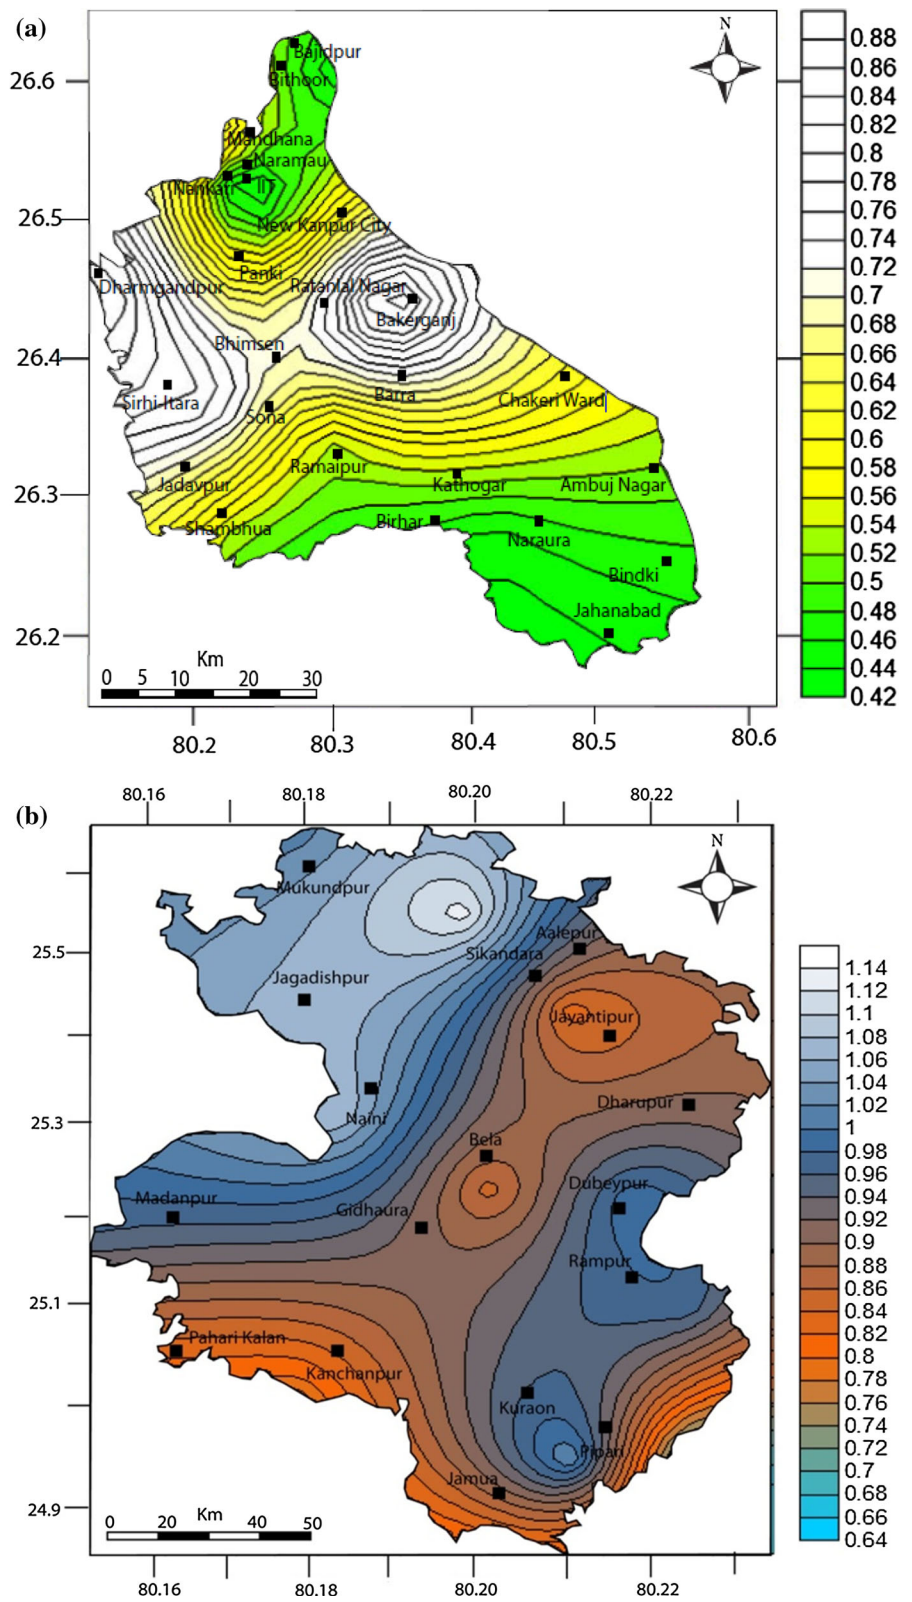 (a)
N
26.6
26.5
26.4
26.3
26.2
Bajidpur
Bithoor
Mandhana
Naramau
Nankari
IIT
New Kanpur City
Panki
Dharmgandpur
Ratanlal Nagar
Bakerganj
Bhimsen
Barra
Chakeri Ward
Sirhi-Itara
Sona
Ramaipur
Kathogar
Ambuj Nagar
Jadavpur
Shambhua
Birhar
Naraura
Bindki
Jahanabad
Km
0 5 10 20 30
80.2 80.3 80.4 80.5 80.6
0.88
0.86
0.84
0.82
0.8
0.78
0.76
0.74
0.72
0.7
0.68
0.66
0.64
0.62
0.6
0.58
0.56
0.54
0.52
0.5
0.48
0.46
0.44
0.42
(b)
80.16 80.18 80.20 80.22
N
25.5
25.3
25.1
24.9
Mukundpur
Aalepur
Sikandara
Jagadishpur
Jayantipur
Naini
Dharupur
Bela
Dubeypur
Madanpur
Gidhaura
Rampur
Pahari Kalan
Kanchanpur
Kuraon
Pipari
Jamua
Km
0 20 30 40 50
80.16 80.18 80.20 80.22
1.14
1.12
1.1
1.08
1.06
1.04
1.02
1
0.98
0.96
0.94
0.92
0.9
0.88
0.86
0.84
0.82
0.8
0.78
0.76
0.74
0.72
0.7
0.68
0.66
0.64